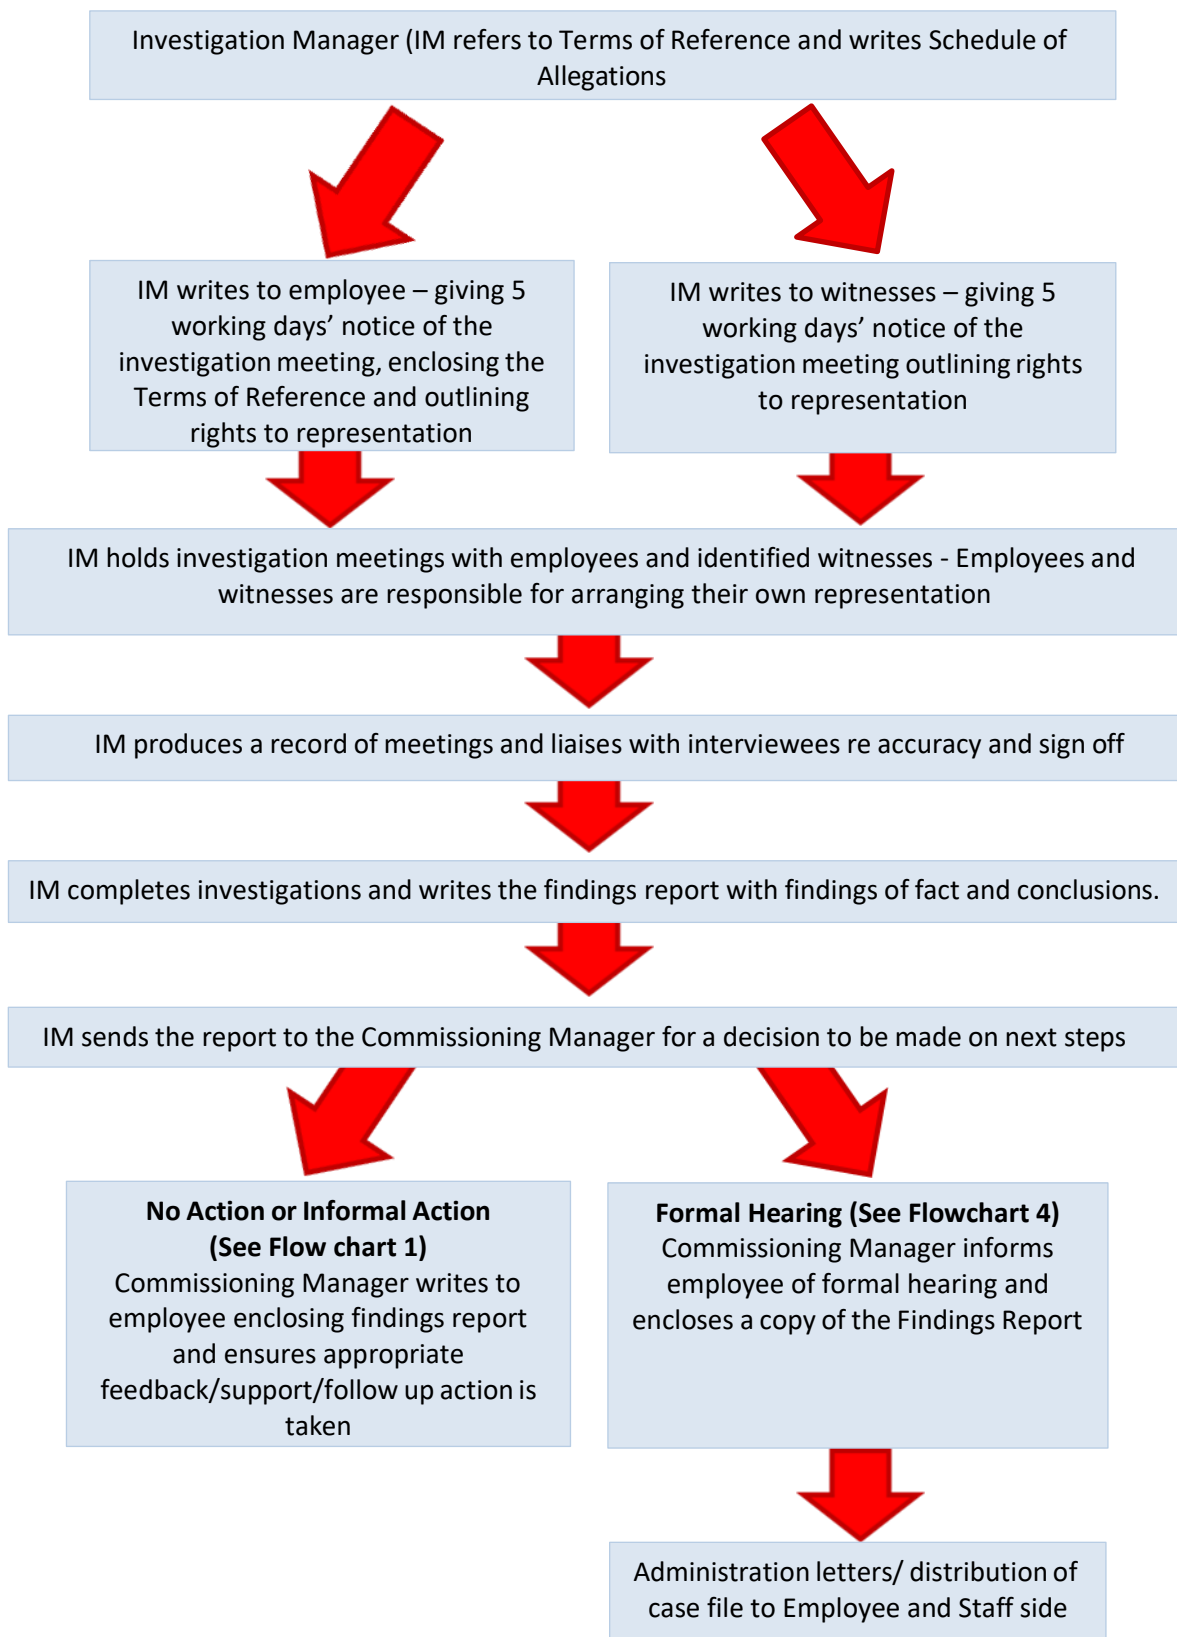 Investigation Manager (IM refers to Terms of Reference and writes Schedule of
Allegations
IM writes to employee – giving 5
working days’ notice of the
investigation meeting, enclosing the
Terms of Reference and outlining
rights to representation
IM writes to witnesses – giving 5
working days’ notice of the
investigation meeting outlining rights
to representation
IM holds investigation meetings with employees and identified witnesses - Employees and
witnesses are responsible for arranging their own representation
IM produces a record of meetings and liaises with interviewees re accuracy and sign off
IM completes investigations and writes the findings report with findings of fact and conclusions.
IM sends the report to the Commissioning Manager for a decision to be made on next steps
No Action or Informal Action
(See Flow chart 1)
Commissioning Manager writes to
employee enclosing findings report
and ensures appropriate
feedback/support/follow up action is
taken
Formal Hearing (See Flowchart 4)
Commissioning Manager informs
employee of formal hearing and
encloses a copy of the Findings Report
Administration letters/ distribution of
case file to Employee and Staff side